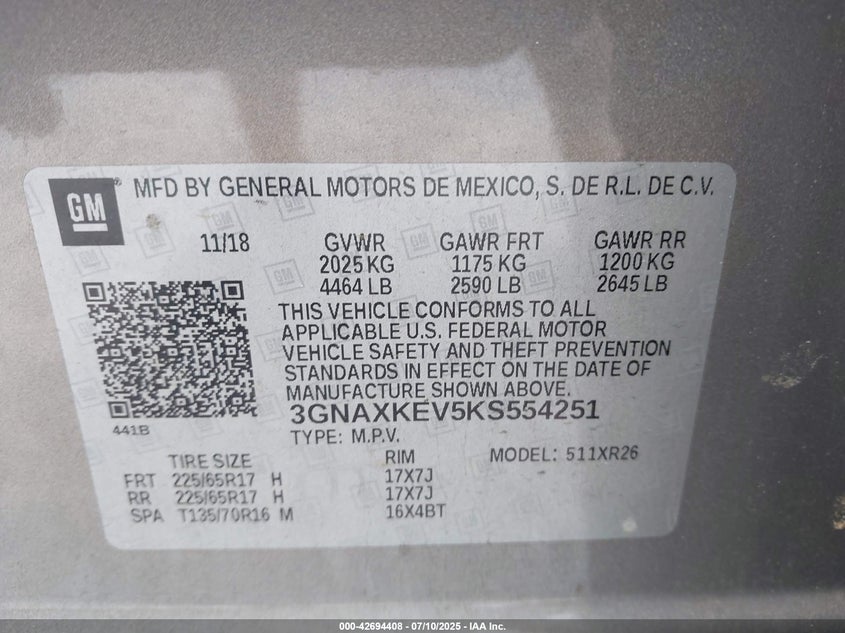 GM
MFD BY GENERAL MOTORS DE MEXICO, S. DE R.L. DE C.V.
11/18 GVWR GAWR FRT GAWR RR
2025 KG 1175 KG 1200 KG
4464 LB 2590 LB 2645 LB
THIS VEHICLE CONFORMS TO ALL
APPLICABLE U.S. FEDERAL MOTOR
VEHICLE SAFETY AND THEFT PREVENTION
STANDARDS IN EFFECT ON THE DATE OF
MANUFACTURE SHOWN ABOVE.
3GNAXKEV5KS554251
441B
TYPE: M.P.V.
MODEL: 511XR26
TIRE SIZE RIM
FRT 225/65R17 H 17X7J
RR 225/65R17 H 17X7J
SPA T135/70R16 M 16X4BT
000-42694408 - 07/10/2025 - IAA Inc.